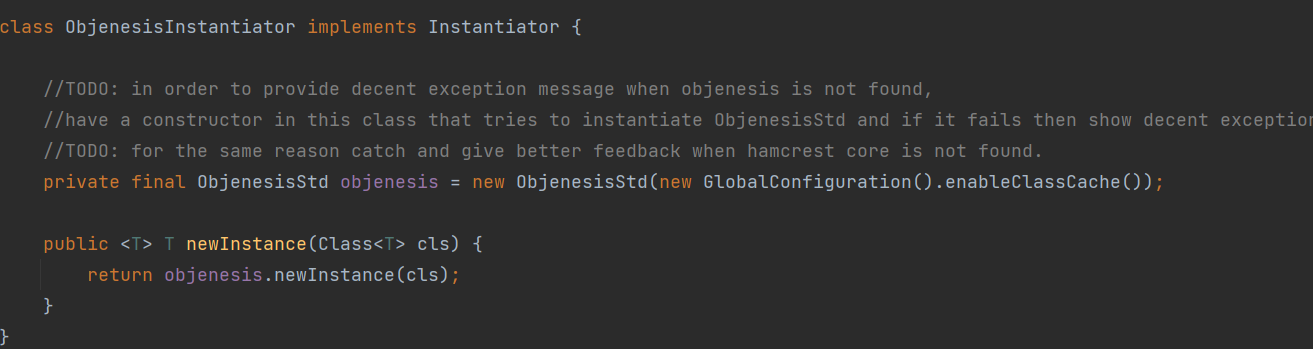 class ObjenesisInstantiator implements Instantiator {
//TODO: in order to provide decent exception message when objenesis is not found,
//have a constructor in this class that tries to instantiate ObjenesisStd and if it fails then show decent exception
//TODO: for the same reason catch and give better feedback when hamcrest core is not found.
private final ObjenesisStd objenesis = new ObjenesisStd(new GlobalConfiguration().enableClassCache());
public <T> T newInstance(Class<T> cls) {
return objenesis.newInstance(cls);
}
}